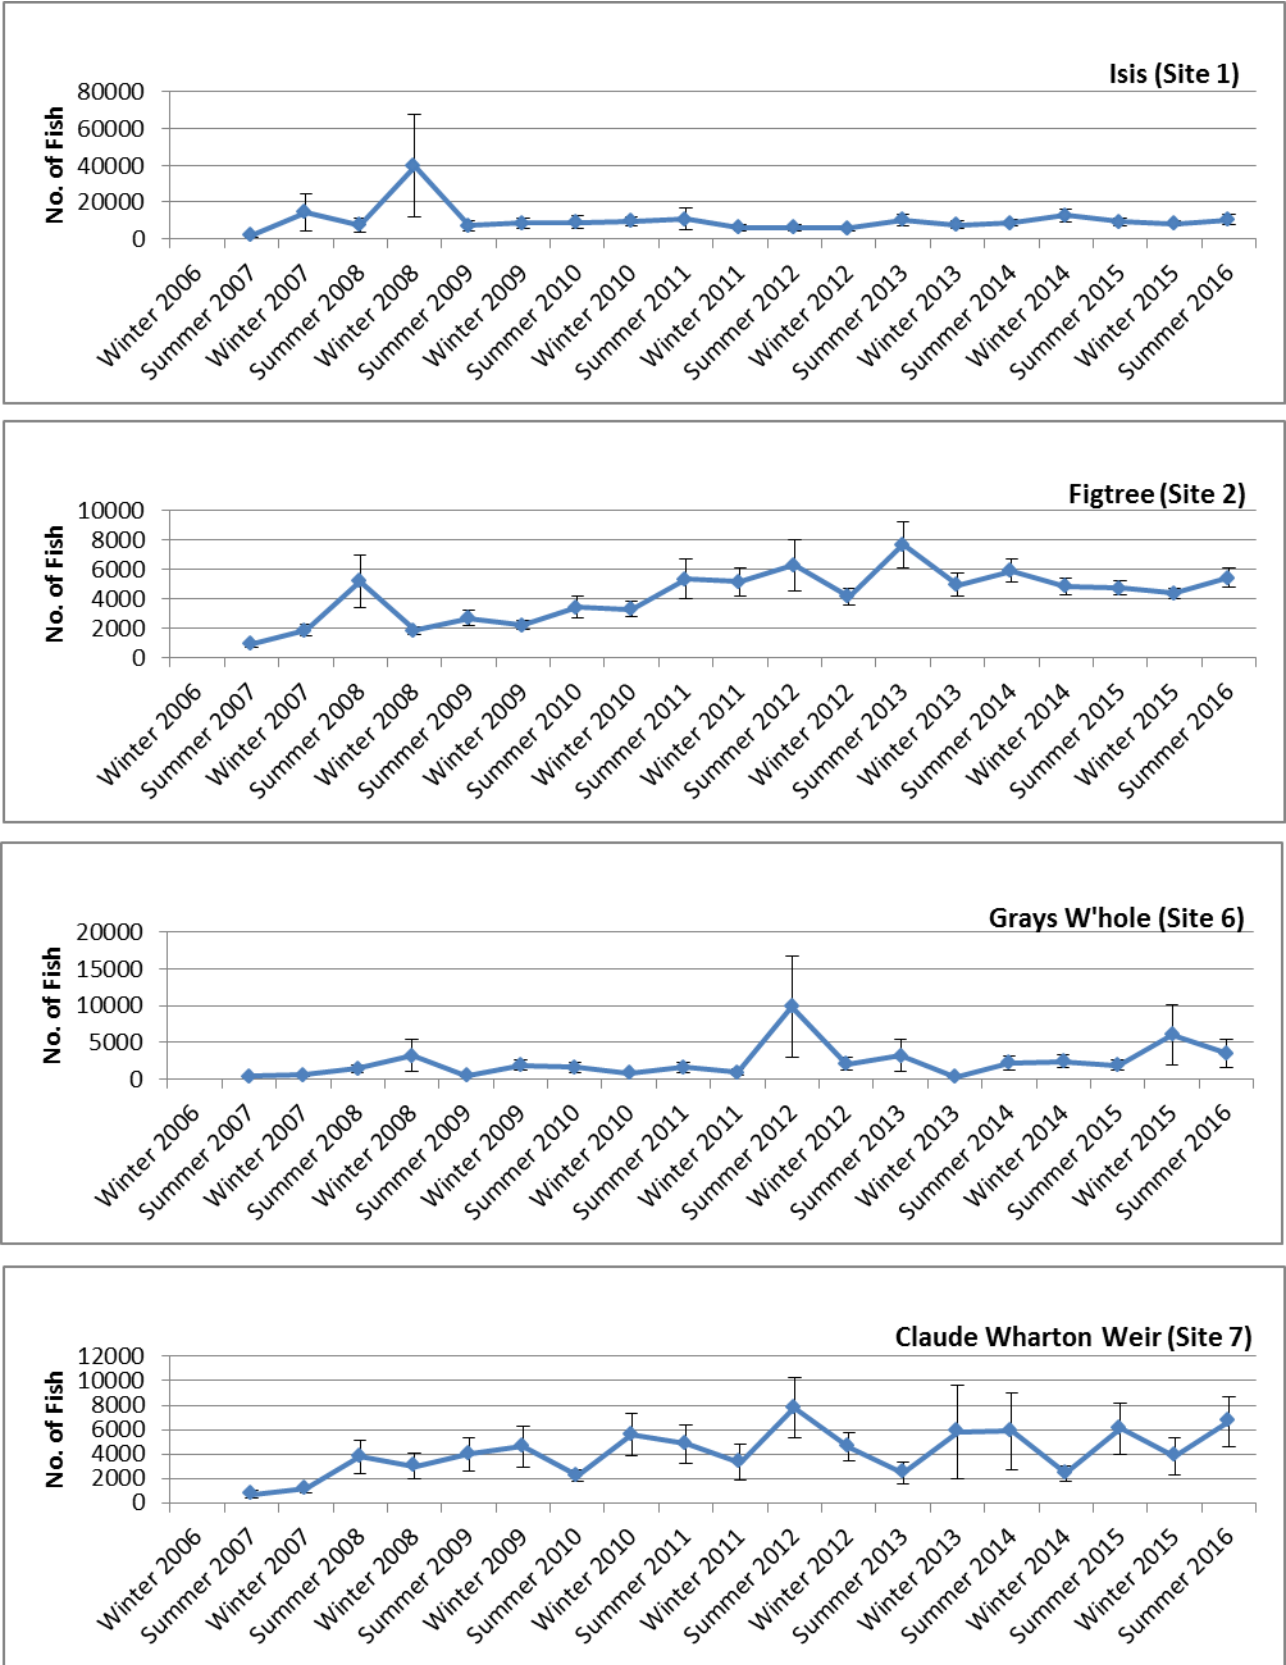 Isis (Site 1)
No. of Fish
80000
60000
40000
20000
0
Winter 2006
Summer 2007
Winter 2007
Summer 2008
Winter 2008
Summer 2009
Winter 2009
Summer 2010
Winter 2010
Summer 2011
Winter 2011
Summer 2012
Winter 2012
Summer 2013
Winter 2013
Summer 2014
Winter 2014
Summer 2015
Winter 2015
Summer 2016
Figtree (Site 2)
No. of Fish
10000
8000
6000
4000
2000
0
Winter 2006
Summer 2007
Winter 2007
Summer 2008
Winter 2008
Summer 2009
Winter 2009
Summer 2010
Winter 2010
Summer 2011
Winter 2011
Summer 2012
Winter 2012
Summer 2013
Winter 2013
Summer 2014
Winter 2014
Summer 2015
Winter 2015
Summer 2016
Grays W'hole (Site 6)
No. of Fish
20000
15000
10000
5000
0
Winter 2006
Summer 2007
Winter 2007
Summer 2008
Winter 2008
Summer 2009
Winter 2009
Summer 2010
Winter 2010
Summer 2011
Winter 2011
Summer 2012
Winter 2012
Summer 2013
Winter 2013
Summer 2014
Winter 2014
Summer 2015
Winter 2015
Summer 2016
Claude Wharton Weir (Site 7)
No. of Fish
12000
10000
8000
6000
4000
2000
0
Winter 2006
Summer 2007
Winter 2007
Summer 2008
Winter 2008
Summer 2009
Winter 2009
Summer 2010
Winter 2010
Summer 2011
Winter 2011
Summer 2012
Winter 2012
Summer 2013
Winter 2013
Summer 2014
Winter 2014
Summer 2015
Winter 2015
Summer 2016